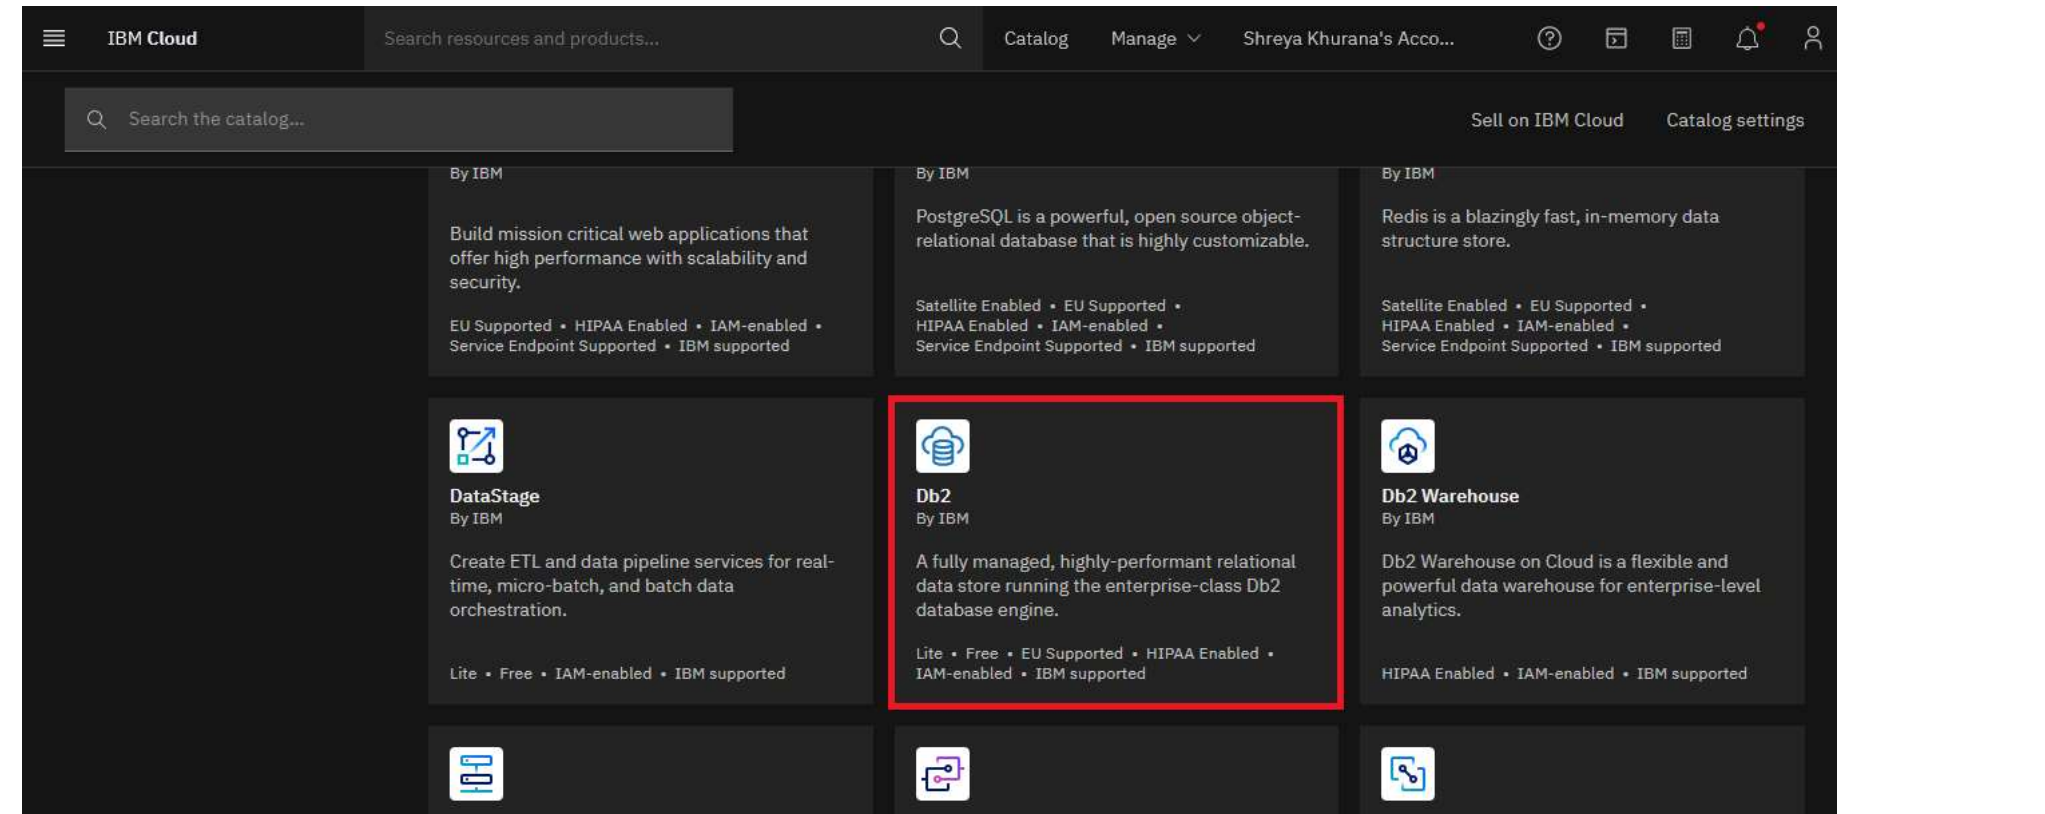 IBM Cloud
Search resources and products...
Catalog
Manage
Shreya Khurana's Acco...
Search the catalog...
Sell on IBM Cloud
Catalog settings
By IBM
Build mission critical web applications that
offer high performance with scalability and
security.
EU Supported • HIPAA Enabled • IAM-enabled •
Service Endpoint Supported • IBM supported
By IBM
PostgreSQL is a powerful, open source object-
relational database that is highly customizable.
Satellite Enabled • EU Supported •
HIPAA Enabled • IAM-enabled •
Service Endpoint Supported • IBM supported
By IBM
Redis is a blazingly fast, in-memory data
structure store.
Satellite Enabled • EU Supported •
HIPAA Enabled • IAM-enabled •
Service Endpoint Supported • IBM supported
DataStage
By IBM
Create ETL and data pipeline services for real-
time, micro-batch, and batch data
orchestration.
Lite • Free • IAM-enabled • IBM supported
Db2
By IBM
A fully managed, highly-performant relational
data store running the enterprise-class Db2
database engine.
Lite • Free • EU Supported • HIPAA Enabled •
IAM-enabled • IBM supported
Db2 Warehouse
By IBM
Db2 Warehouse on Cloud is a flexible and
powerful data warehouse for enterprise-level
analytics.
HIPAA Enabled • IAM-enabled • IBM supported